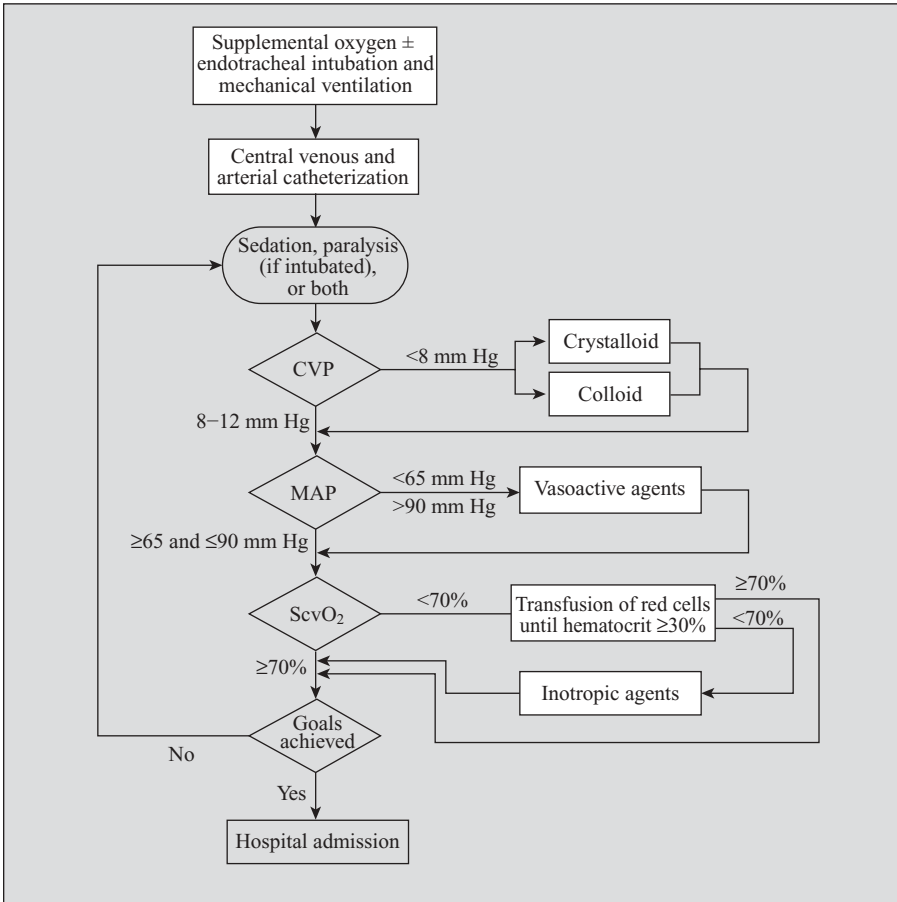 Supplemental oxygen ±
endotracheal intubation and
mechanical ventilation
Central venous and
arterial catheterization
Sedation, paralysis
(if intubated),
or both
CVP
<8 mm Hg
Crystalloid
Colloid
8−12 mm Hg
MAP
<65 mm Hg
>90 mm Hg
Vasoactive agents
≥65 and ≤90 mm Hg
ScvO₂
<70%
Transfusion of red cells
until hematocrit ≥30%
≥70%
<70%
≥70%
Inotropic agents
Goals
achieved
No
Yes
Hospital admission